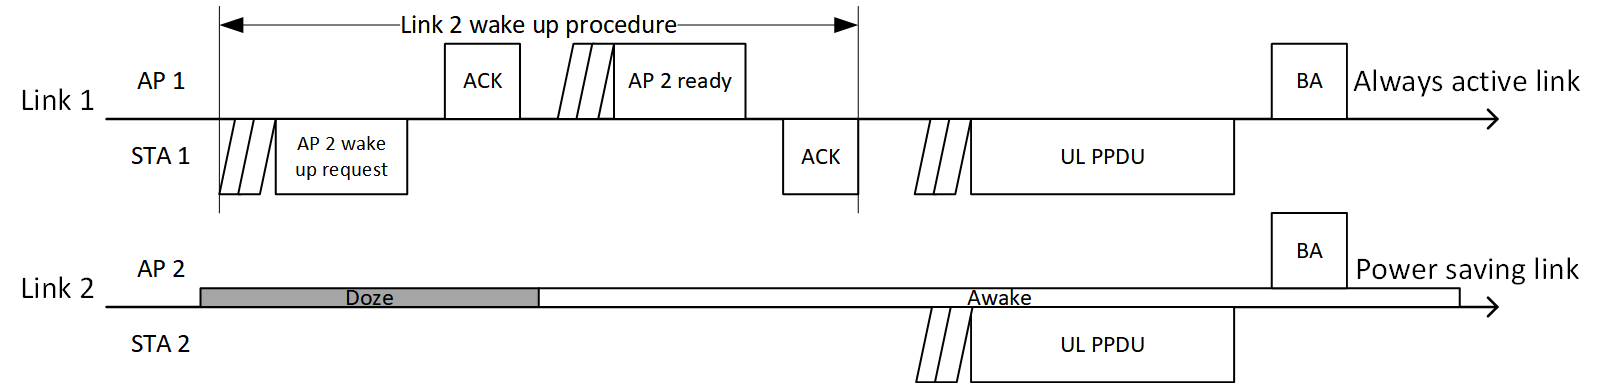 Link 2 wake up procedure
AP 1
ACK
AP 2 ready
BA
Always active link
Link 1
STA 1
AP 2 wake
up request
ACK
UL PPDU
AP 2
BA
Power saving link
Link 2
Doze
Awake
STA 2
UL PPDU